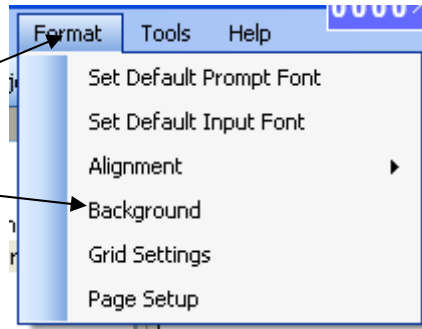 Format Tools Help
Set Default Prompt Font
Set Default Input Font
Alignment
Background
Grid Settings
Page Setup